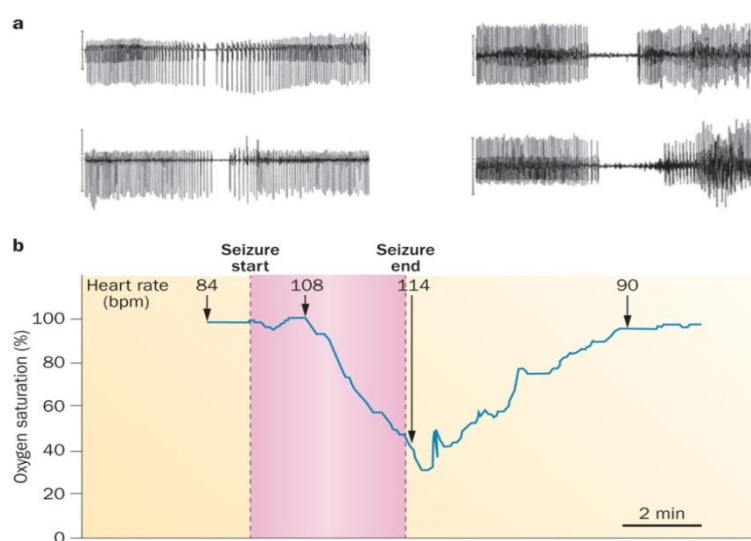 a
b
Seizure
start
Seizure
end
Heart rate
(bpm)
84
108
114
90
Oxygen saturation (%)
100
80
60
40
20
0
2 min